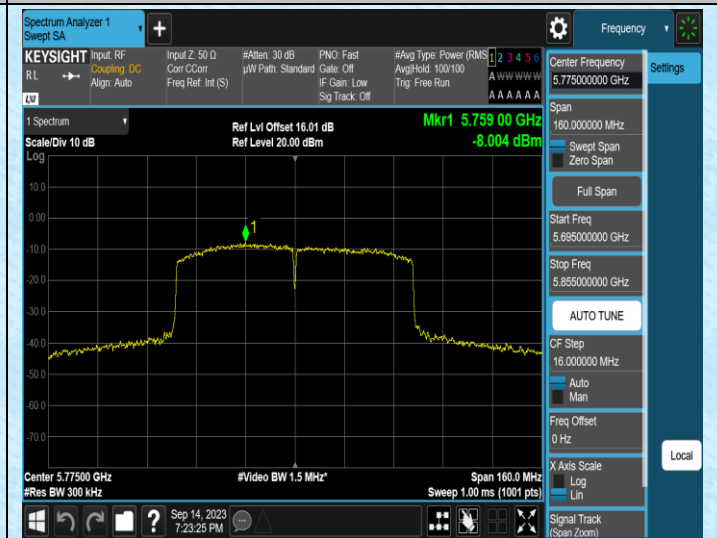 Spectrum Analyzer 1
Swept SA
Frequency
KEYSIGHT
RL
LXI
Input: RF
Coupling: DC
Align: Auto
Input Z: 50 Ω
Corr CCorr
Freq Ref: Int (S)
#Atten: 30 dB
µW Path: Standard
PNO: Fast
Gate: Off
IF Gain: Low
Sig Track: Off
#Avg Type: Power (RMS
Avg|Hold: 100/100
Trig: Free Run
1 2 3 4 5 6
A W W W W W
A A A A A A
Center Frequency
5.775000000 GHz
Settings
Span
160.000000 MHz
Swept Span
Zero Span
Full Span
Start Freq
5.695000000 GHz
Stop Freq
5.855000000 GHz
AUTO TUNE
CF Step
16.000000 MHz
Auto
Man
Freq Offset
0 Hz
X Axis Scale
Log
Lin
Signal Track
(Span Zoom)
Local
1 Spectrum
Scale/Div 10 dB
Log
Ref Lvl Offset 16.01 dB
Ref Level 20.00 dBm
Mkr1 5.759 00 GHz
-8.004 dBm
10.0
0.00
-10.0
-20.0
-30.0
-40.0
-50.0
-60.0
-70.0
1
Center 5.77500 GHz
#Res BW 300 kHz
#Video BW 1.5 MHz*
Span 160.0 MHz
Sweep 1.00 ms (1001 pts)
?
Sep 14, 2023
7:23:25 PM